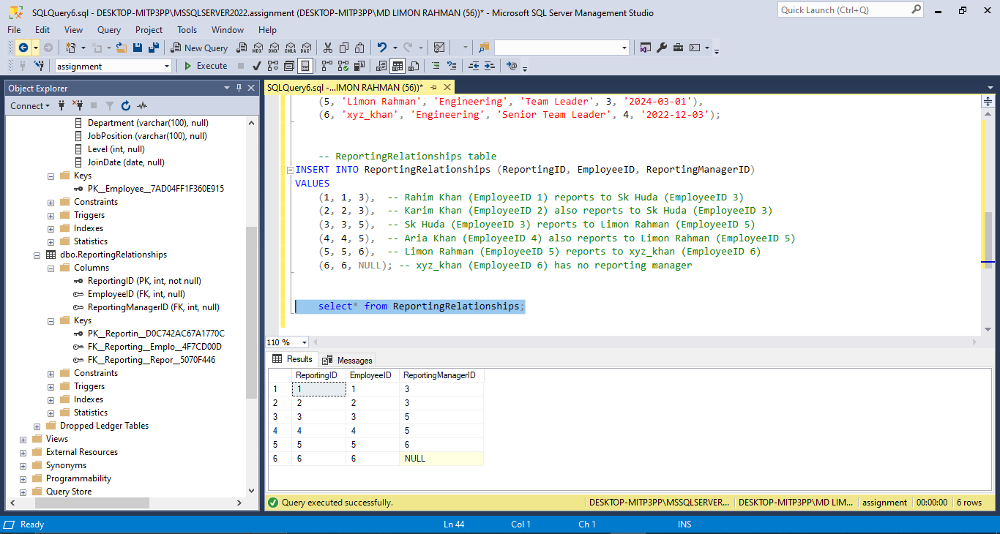 SQLQuery6.sql - DESKTOP-MITP3PP\MSSQLSERVER2022.assignment (DESKTOP-MITP3PP\MD LIMON RAHMAN (56))* - Microsoft SQL Server Management Studio
Quick Launch (Ctrl+Q)
File Edit View Query Project Tools Window Help
New Query MDX DMX XMLA DAX
assignment Execute
Object Explorer
Connect
Department (varchar(100), null)
JobPosition (varchar(100), null)
Level (int, null)
JoinDate (date, null)
Keys
PK__Employee__7AD04FF1F360E915
Constraints
Triggers
Indexes
Statistics
dbo.ReportingRelationships
Columns
ReportingID (PK, int, not null)
EmployeeID (FK, int, null)
ReportingManagerID (FK, int, null)
Keys
PK__Reportin__D0C742AC67A1770C
FK__Reporting__Emplo__4F7CD00D
FK__Reporting__Repor__5070F446
Constraints
Triggers
Indexes
Statistics
Dropped Ledger Tables
Views
External Resources
Synonyms
Programmability
Query Store
SQLQuery6.sql -...IMON RAHMAN (56))*
(5, 'Limon Rahman', 'Engineering', 'Team Leader', 3, '2024-03-01'),
(6, 'xyz_khan', 'Engineering', 'Senior Team Leader', 4, '2022-12-03');
-- ReportingRelationships table
INSERT INTO ReportingRelationships (ReportingID, EmployeeID, ReportingManagerID)
VALUES
(1, 1, 3), -- Rahim Khan (EmployeeID 1) reports to Sk Huda (EmployeeID 3)
(2, 2, 3), -- Karim Khan (EmployeeID 2) also reports to Sk Huda (EmployeeID 3)
(3, 3, 5), -- Sk Huda (EmployeeID 3) reports to Limon Rahman (EmployeeID 5)
(4, 4, 5), -- Aria Khan (EmployeeID 4) also reports to Limon Rahman (EmployeeID 5)
(5, 5, 6), -- Limon Rahman (EmployeeID 5) reports to xyz_khan (EmployeeID 6)
(6, 6, NULL); -- xyz_khan (EmployeeID 6) has no reporting manager
select* from ReportingRelationships;
110 %
Results Messages
ReportingID EmployeeID ReportingManagerID
1 1 1 3
2 2 2 3
3 3 3 5
4 4 4 5
5 5 5 6
6 6 6 NULL
Query executed successfully. DESKTOP-MITP3PP\MSSQLSERVER... DESKTOP-MITP3PP\MD LIM... assignment 00:00:00 6 rows
Ready Ln 44 Col 1 Ch 1 INS